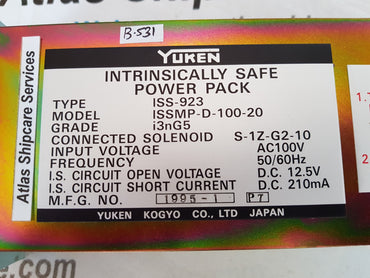 B-531
YUKEN
INTRINSICALLY SAFE
POWER PACK
TYPE ISS-923
MODEL ISSMP-D-100-20
GRADE i3nG5
CONNECTED SOLENOID S-1Z-G2-10
INPUT VOLTAGE AC100V
FREQUENCY 50/60Hz
I.S. CIRCUIT OPEN VOLTAGE D.C. 12.5V
I.S. CIRCUIT SHORT CURRENT D.C. 210mA
M.F.G. NO. 1995-1 P7
YUKEN KOGYO CO., LTD JAPAN
Atlas Shipcare Services
1.
.com